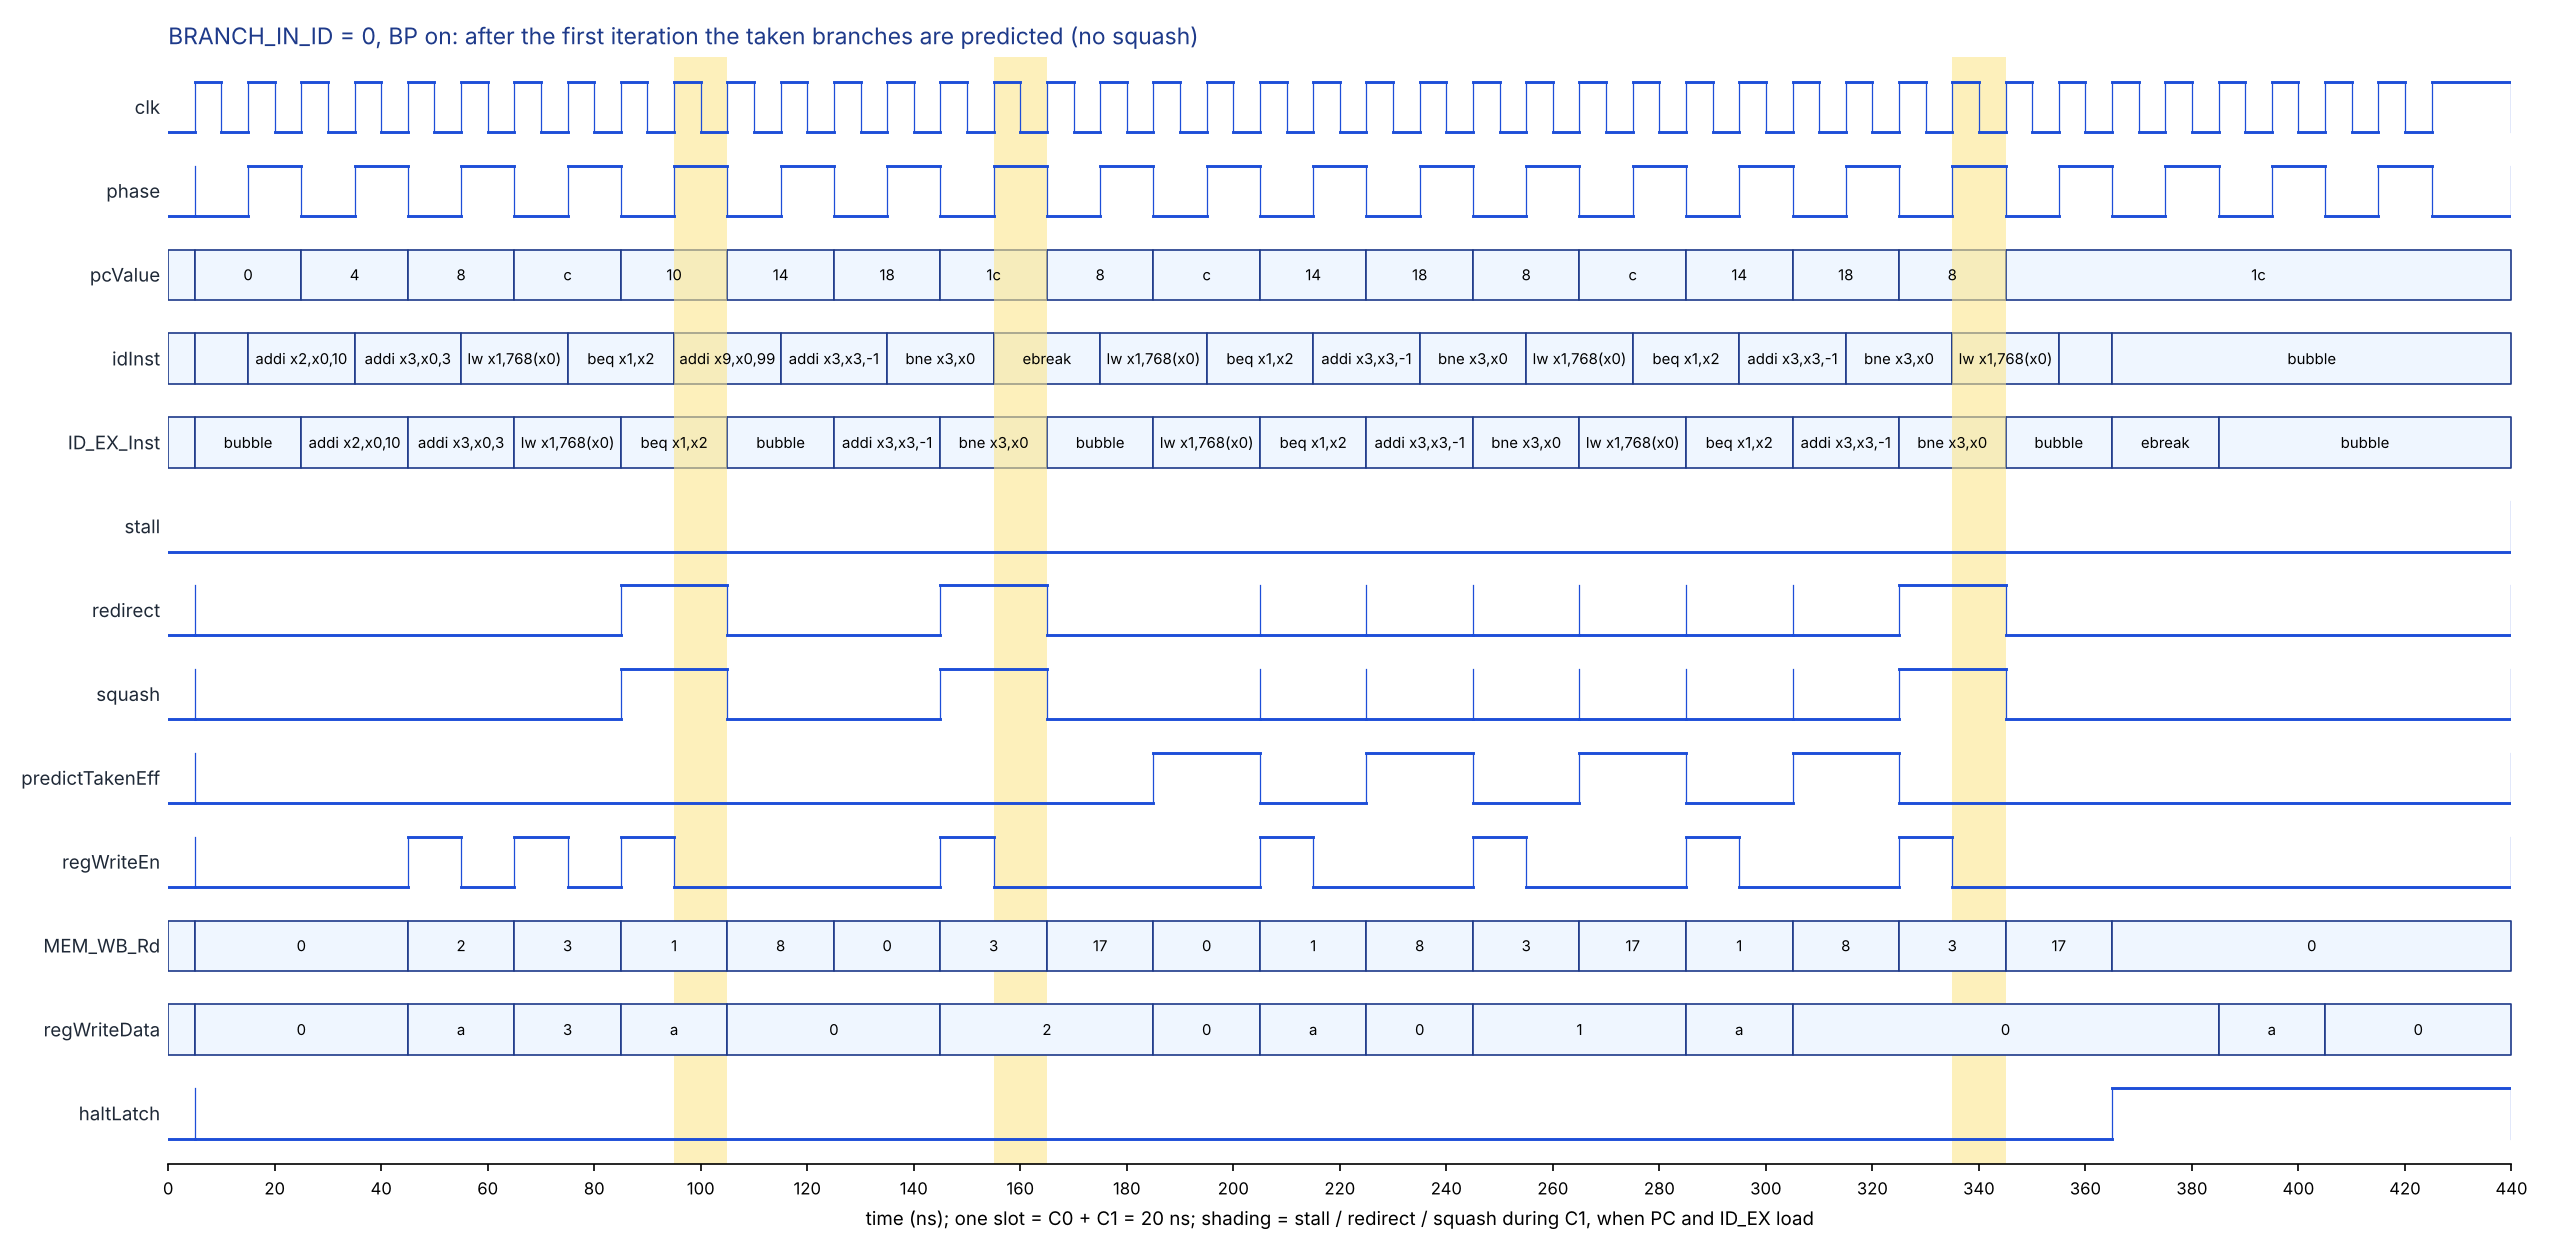 BRANCH_IN_ID = 0, BP on: after the first iteration the taken branches are predicted (no squash)
clk
phase
pcValue 0 4 8 c 10 14 18 1c 8 c 14 18 8 c 14 18 8 1c
idInst addi x2,x0,10 addi x3,x0,3 lw x1,768(x0) beq x1,x2 addi x9,x0,99 addi x3,x3,-1 bne x3,x0 ebreak lw x1,768(x0) beq x1,x2 addi x3,x3,-1 bne x3,x0 lw x1,768(x0) beq x1,x2 addi x3,x3,-1 bne x3,x0 lw x1,768(x0) bubble
ID_EX_Inst bubble addi x2,x0,10 addi x3,x0,3 lw x1,768(x0) beq x1,x2 bubble addi x3,x3,-1 bne x3,x0 bubble lw x1,768(x0) beq x1,x2 addi x3,x3,-1 bne x3,x0 lw x1,768(x0) beq x1,x2 addi x3,x3,-1 bne x3,x0 bubble ebreak bubble
stall
redirect
squash
predictTakenEff
regWriteEn
MEM_WB_Rd 0 2 3 1 8 0 3 17 0 1 8 3 17 1 8 3 17 0
regWriteData 0 a 3 a 0 2 0 a 0 1 a 0 a 0
haltLatch
0 20 40 60 80 100 120 140 160 180 200 220 240 260 280 300 320 340 360 380 400 420 440
time (ns); one slot = C0 + C1 = 20 ns; shading = stall / redirect / squash during C1, when PC and ID_EX load